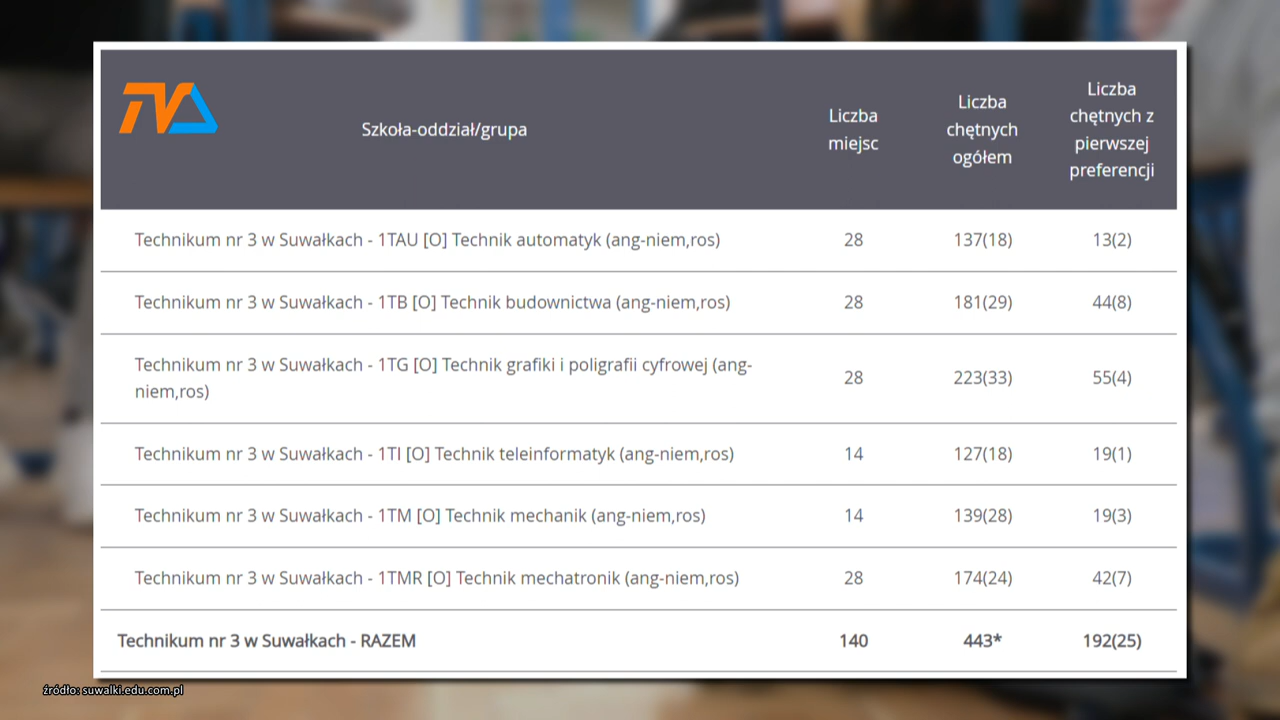 TVA
Szkoła-oddział/grupa
Liczba
miejsc
Liczba
chętnych
ogółem
Liczba
chętnych z
pierwszej
preferencji
Technikum nr 3 w Suwałkach - 1TAU [O] Technik automatyk (ang-niem,ros) 28 137(18) 13(2)
Technikum nr 3 w Suwałkach - 1TB [O] Technik budownictwa (ang-niem,ros) 28 181(29) 44(8)
Technikum nr 3 w Suwałkach - 1TG [O] Technik grafiki i poligrafii cyfrowej (ang-
niem,ros) 28 223(33) 55(4)
Technikum nr 3 w Suwałkach - 1TI [O] Technik teleinformatyk (ang-niem,ros) 14 127(18) 19(1)
Technikum nr 3 w Suwałkach - 1TM [O] Technik mechanik (ang-niem,ros) 14 139(28) 19(3)
Technikum nr 3 w Suwałkach - 1TMR [O] Technik mechatronik (ang-niem,ros) 28 174(24) 42(7)
Technikum nr 3 w Suwałkach - RAZEM 140 443* 192(25)
źródło: suwalki.edu.com.pl